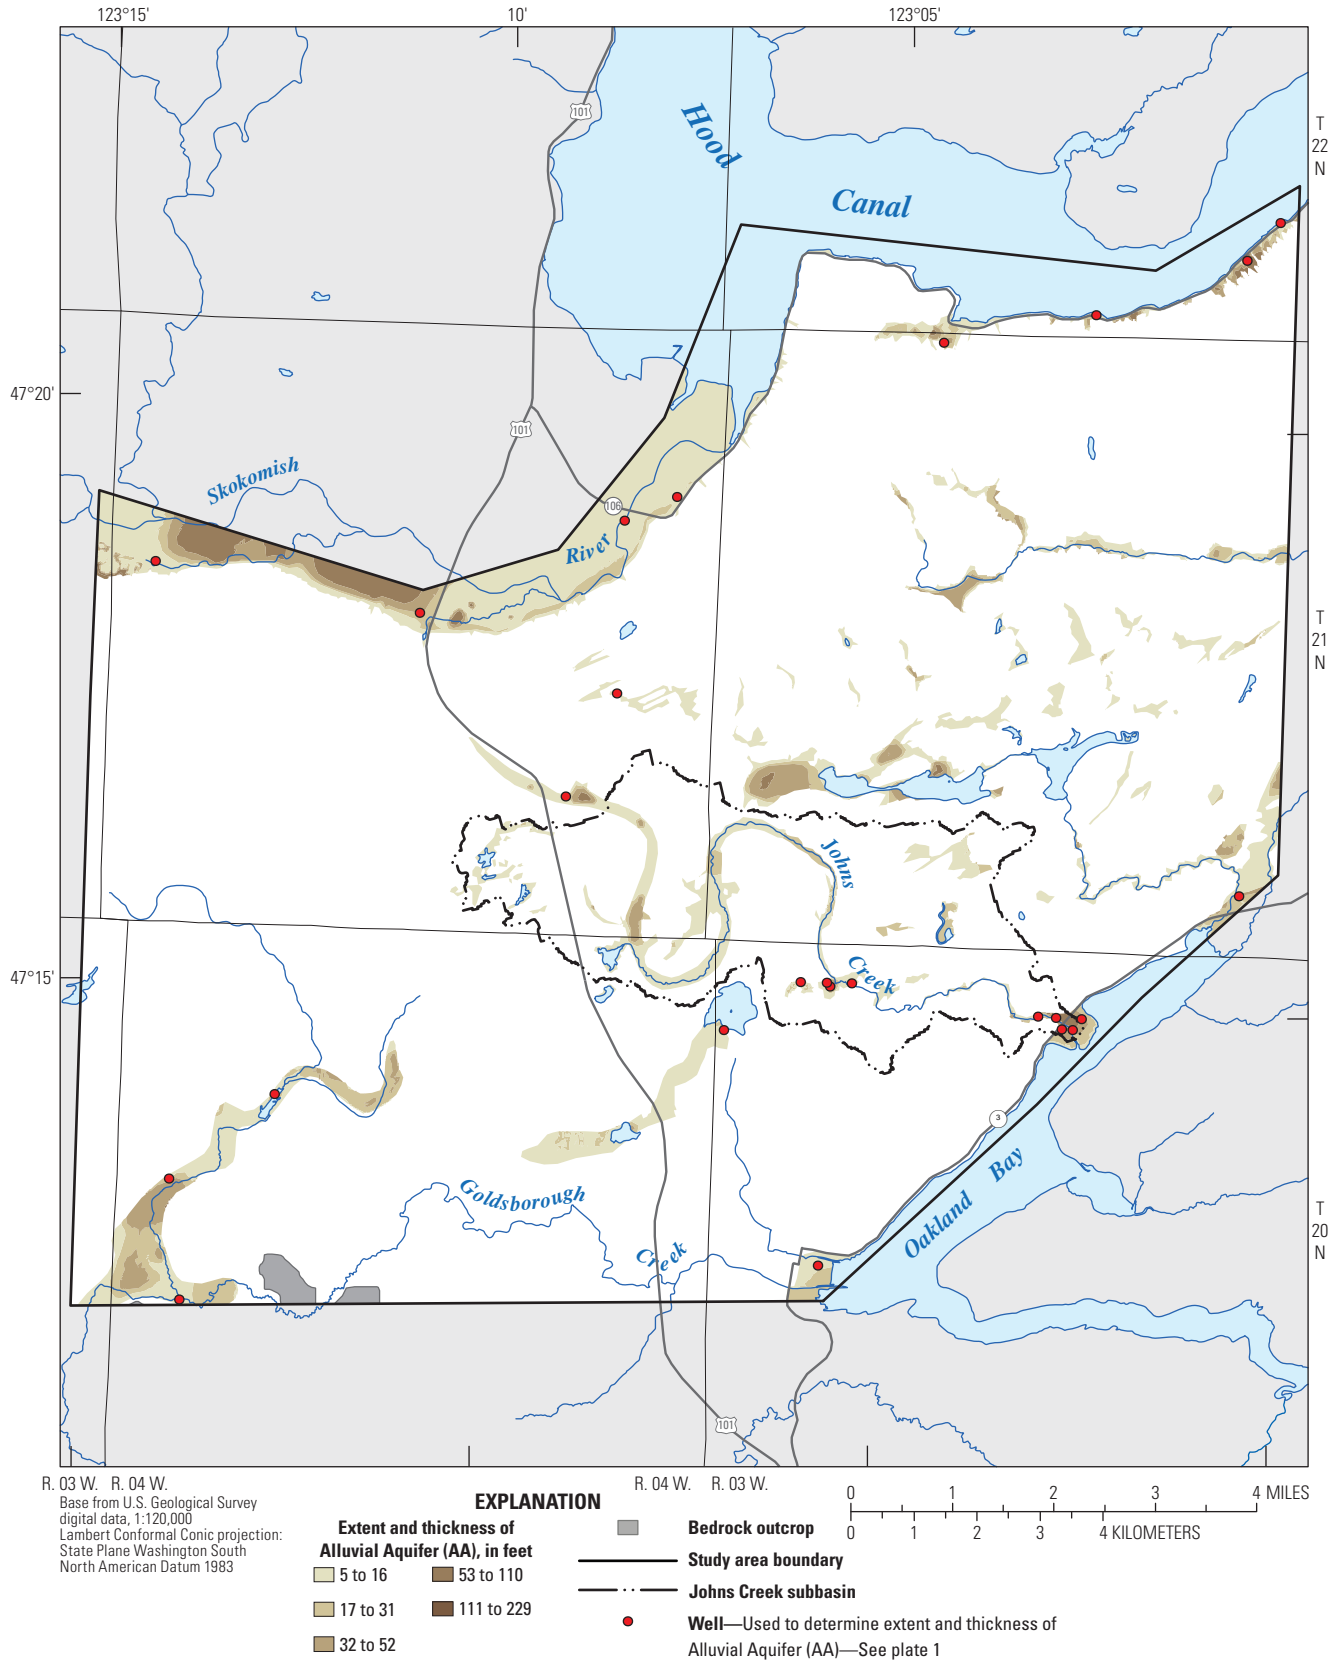 123°15'
10'
123°05'
101
Hood
Canal
T
22
N
47°20'
101
Skokomish
106
River
T
21
N
Johns
47°15'
Creek
3
Goldsborough
Creek
Oakland Bay
T
20
N
101
R. 03 W.
R. 04 W.
R. 04 W.
R. 03 W.
Base from U.S. Geological Survey
digital data, 1:120,000
Lambert Conformal Conic projection:
State Plane Washington South
North American Datum 1983
0 1 2 3 4 MILES
0 1 2 3 4 KILOMETERS
EXPLANATION
Extent and thickness of
Alluvial Aquifer (AA), in feet
5 to 16
17 to 31
32 to 52
53 to 110
111 to 229
Bedrock outcrop
Study area boundary
Johns Creek subbasin
Well—Used to determine extent and thickness of
Alluvial Aquifer (AA)—See plate 1